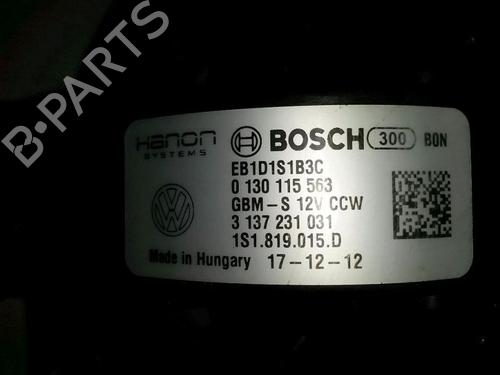 B-PARTS
Hanon
SYSTEMS
BOSCH 300 BON
EB1D1S1B3C
0 130 115 563
GBM-S 12V CCW
3 137 231 031
1S1.819.015.D
Made in Hungary 17-12-12